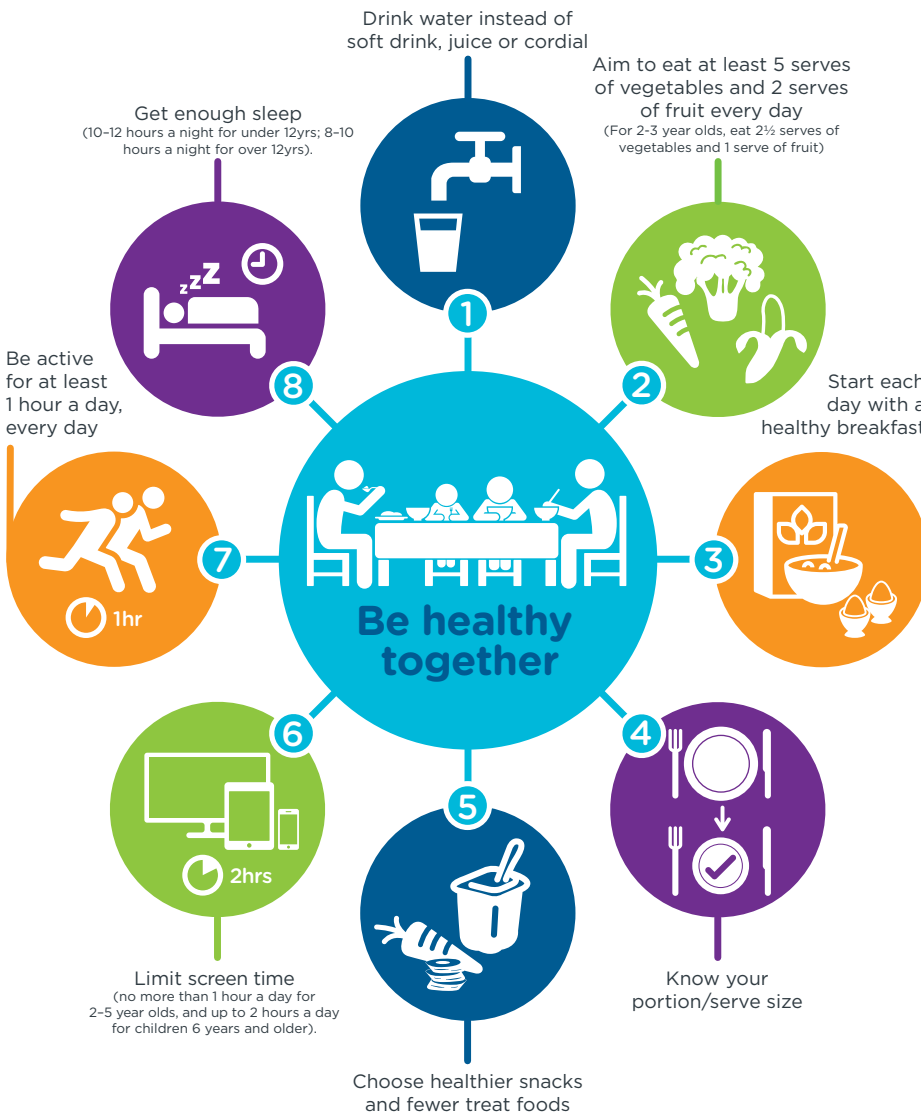 Drink water instead of
soft drink, juice or cordial
1
Aim to eat at least 5 serves
of vegetables and 2 serves
of fruit every day
(For 2-3 year olds, eat 2½ serves of
vegetables and 1 serve of fruit)
2
Start each
day with a
healthy breakfast
3
4
Know your
portion/serve size
5
Choose healthier snacks
and fewer treat foods
6
2hrs
Limit screen time
(no more than 1 hour a day for
2–5 year olds, and up to 2 hours a day
for children 6 years and older).
Be active
for at least
1 hour a day,
every day
7
1hr
Get enough sleep
(10–12 hours a night for under 12yrs; 8–10
hours a night for over 12yrs).
zzZ
8
Be healthy
together